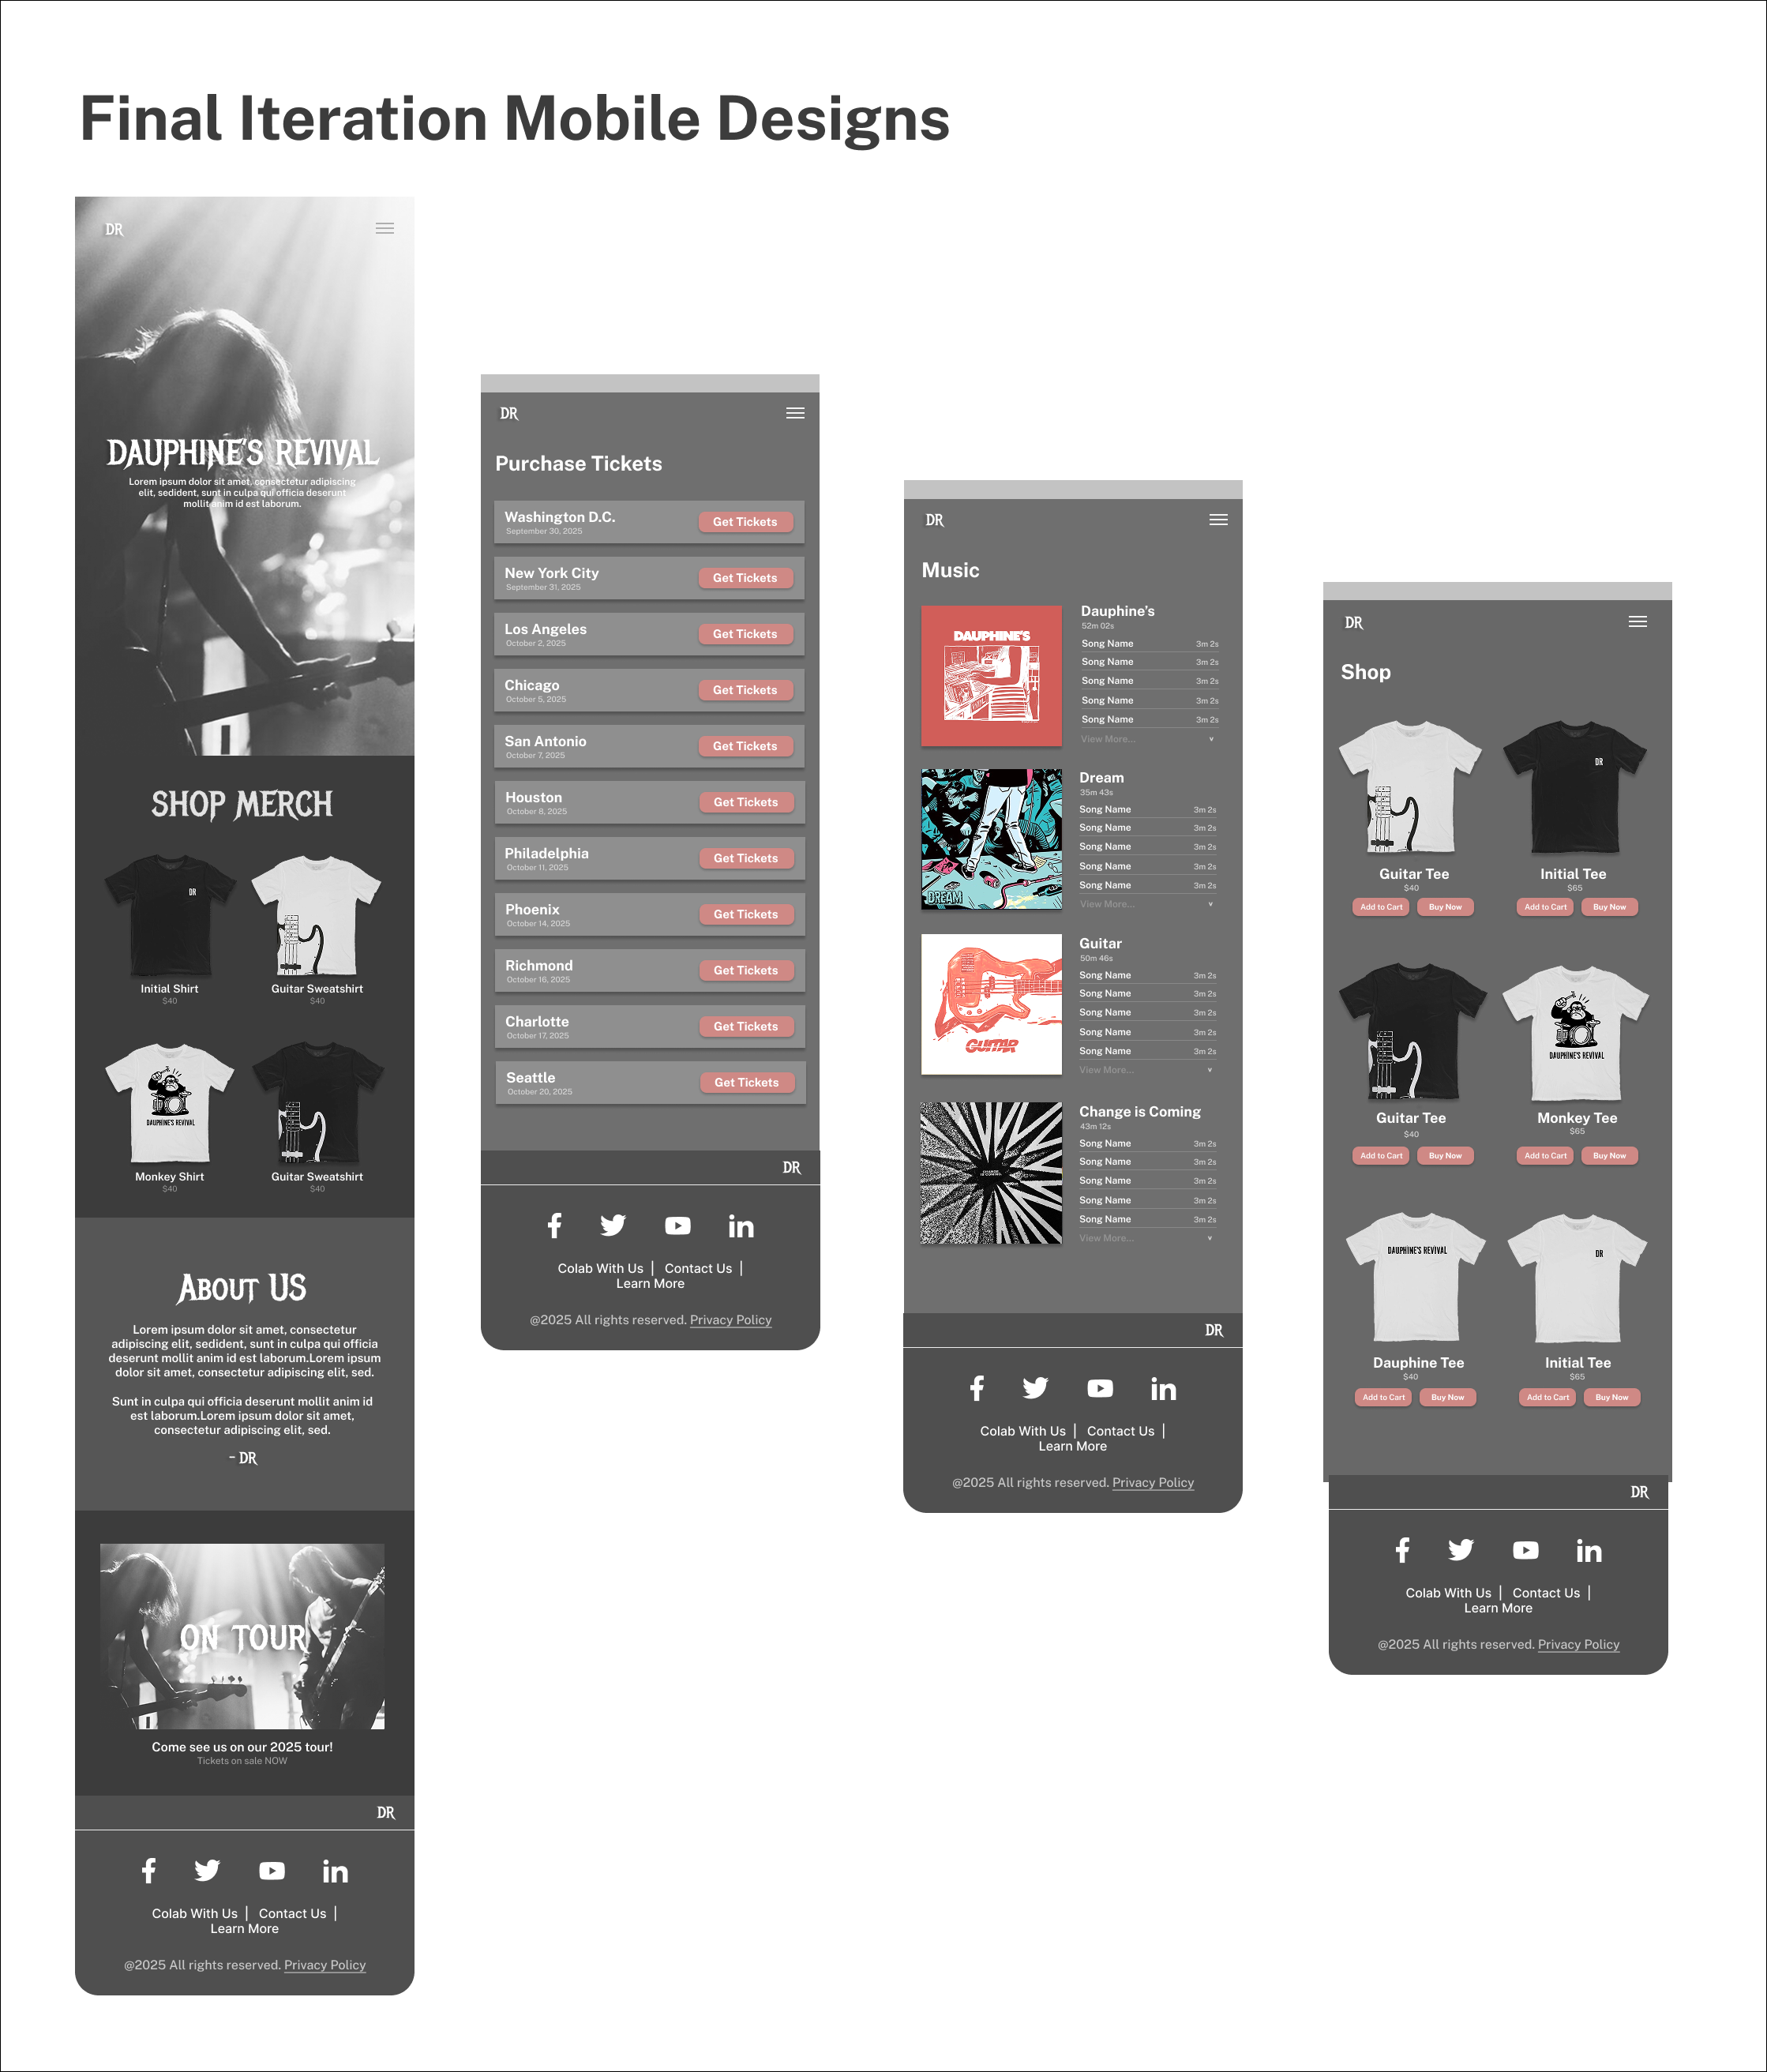 Final Iteration Mobile Designs
DR
DAUPHINE'S REVIVAL
Lorem ipsum dolor sit amet, consectetur adipiscing
elit, sedident, sunt in culpa qui officia deserunt
mollit anim id est laborum.
SHOP MERCH
DR
Initial Shirt
$40
Guitar Sweatshirt
$40
DAUPHINE'S REVIVAL
Monkey Shirt
$40
Guitar Sweatshirt
$40
ABOUT US
Lorem ipsum dolor sit amet, consectetur
adipiscing elit, sedident, sunt in culpa qui officia
deserunt mollit anim id est laborum.Lorem ipsum
dolor sit amet, consectetur adipiscing elit, sed.
Sunt in culpa qui officia deserunt mollit anim id
est laborum.Lorem ipsum dolor sit amet,
consectetur adipiscing elit, sed.
- DR
ON TOUR
Come see us on our 2025 tour!
Tickets on sale NOW
DR
Colab With Us | Contact Us |
Learn More
@2025 All rights reserved. Privacy Policy
DR
Purchase Tickets
Washington D.C.
September 30, 2025
Get Tickets
New York City
September 31, 2025
Get Tickets
Los Angeles
October 2, 2025
Get Tickets
Chicago
October 5, 2025
Get Tickets
San Antonio
October 7, 2025
Get Tickets
Houston
October 8, 2025
Get Tickets
Philadelphia
October 11, 2025
Get Tickets
Phoenix
October 14, 2025
Get Tickets
Richmond
October 16, 2025
Get Tickets
Charlotte
October 17, 2025
Get Tickets
Seattle
October 20, 2025
Get Tickets
DR
Colab With Us | Contact Us |
Learn More
@2025 All rights reserved. Privacy Policy
DR
Music
DAUPHINE'S
Dauphine's
52m 02s
Song Name 3m 2s
Song Name 3m 2s
Song Name 3m 2s
Song Name 3m 2s
Song Name 3m 2s
View More...
DREAM
Dream
35m 43s
Song Name 3m 2s
Song Name 3m 2s
Song Name 3m 2s
Song Name 3m 2s
Song Name 3m 2s
View More...
GUITAR
Guitar
50m 46s
Song Name 3m 2s
Song Name 3m 2s
Song Name 3m 2s
Song Name 3m 2s
Song Name 3m 2s
View More...
Change is Coming
43m 12s
Song Name 3m 2s
Song Name 3m 2s
Song Name 3m 2s
Song Name 3m 2s
Song Name 3m 2s
View More...
DR
Colab With Us | Contact Us |
Learn More
@2025 All rights reserved. Privacy Policy
DR
Shop
Guitar Tee
$40
Add to Cart Buy Now
DR
Initial Tee
$65
Add to Cart Buy Now
Guitar Tee
$40
Add to Cart Buy Now
DAUPHINE'S REVIVAL
Monkey Tee
$65
Add to Cart Buy Now
DAUPHINE'S REVIVAL
Dauphine Tee
$40
Add to Cart Buy Now
DR
Initial Tee
$65
Add to Cart Buy Now
DR
Colab With Us | Contact Us |
Learn More
@2025 All rights reserved. Privacy Policy